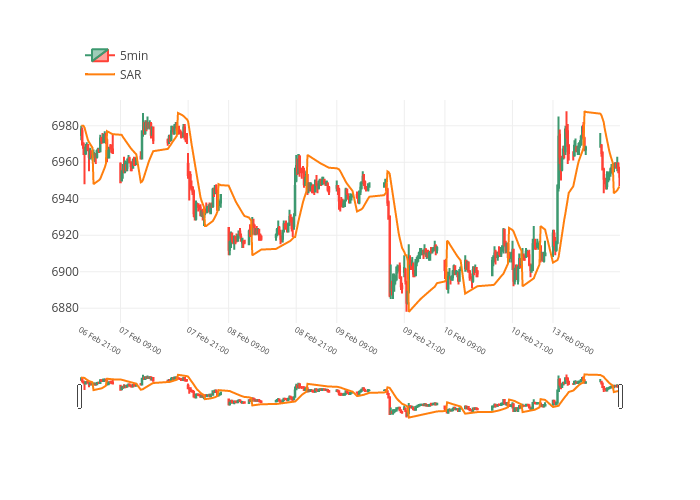 5min
SAR
6980
6960
6940
6920
6900
6880
06 Feb 21:00
07 Feb 09:00
07 Feb 21:00
08 Feb 09:00
08 Feb 21:00
09 Feb 09:00
09 Feb 21:00
10 Feb 09:00
10 Feb 21:00
13 Feb 09:00